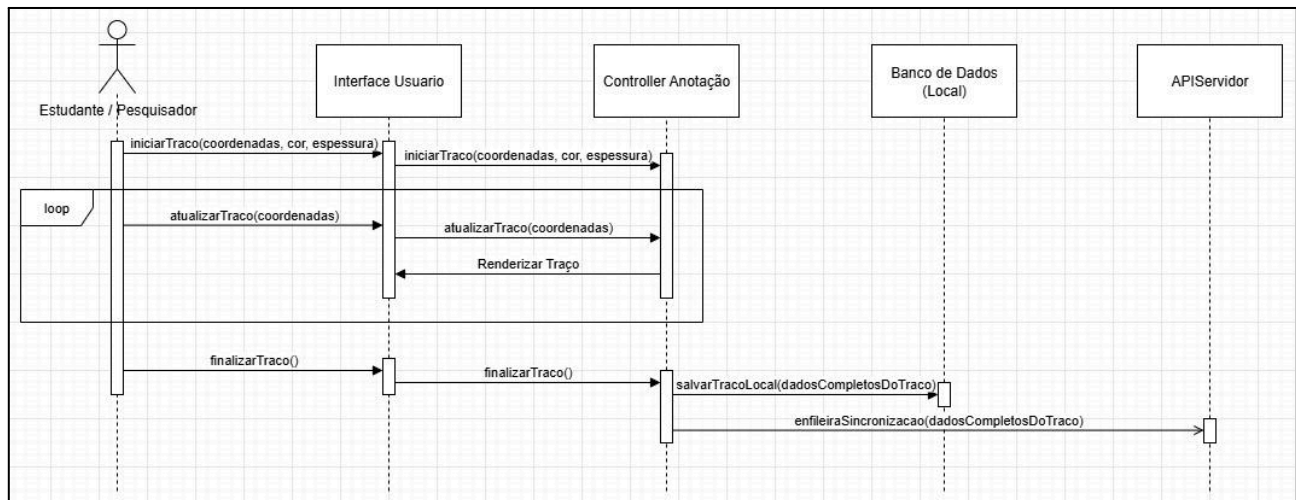 Estudante / Pesquisador
Interface Usuario
Controller Anotação
Banco de Dados
(Local)
APIServidor
iniciarTraco(coordenadas, cor, espessura)
iniciarTraco(coordenadas, cor, espessura)
loop
atualizarTraco(coordenadas)
atualizarTraco(coordenadas)
Renderizar Traço
finalizarTraco()
finalizarTraco()
salvarTracoLocal(dadosCompletosDoTraco)
enfileiraSincronizacao(dadosCompletosDoTraco)